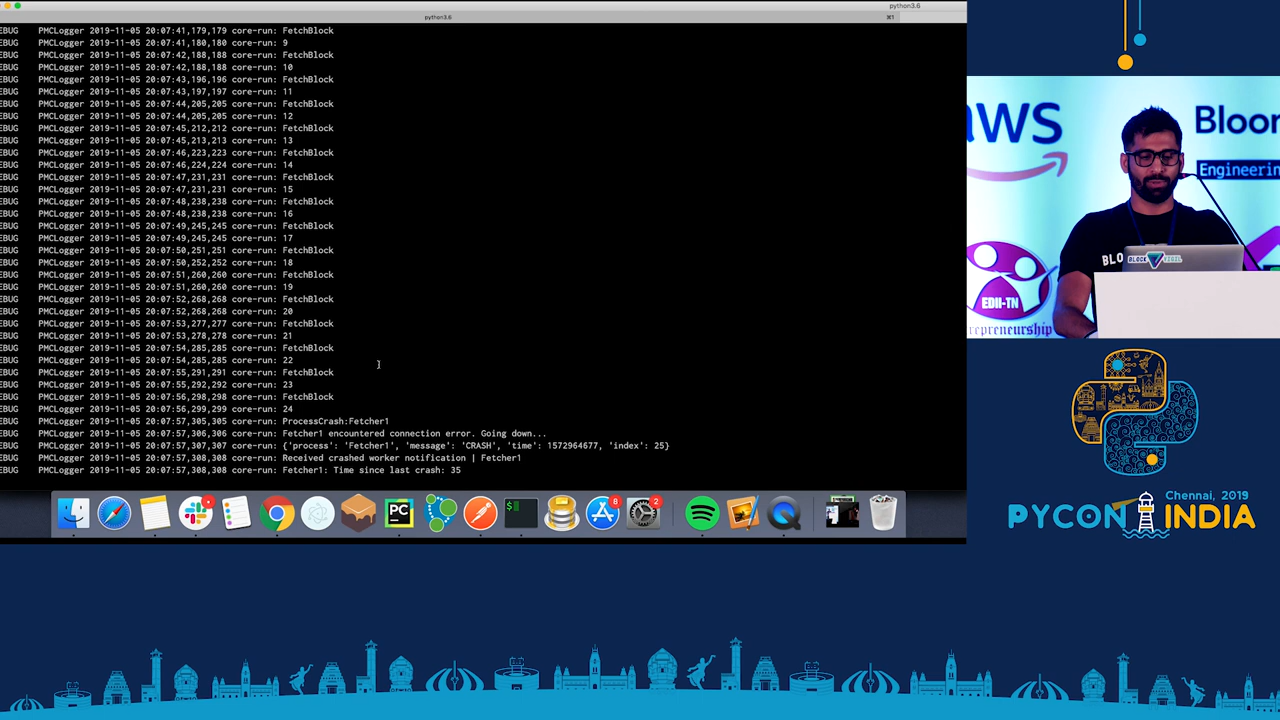 python3.6
python3.6
⌘1
EBUG PMCLogger 2019-11-05 20:07:41,179,179 core-run: FetchBlock
EBUG PMCLogger 2019-11-05 20:07:41,180,180 core-run: 9
EBUG PMCLogger 2019-11-05 20:07:42,188,188 core-run: FetchBlock
EBUG PMCLogger 2019-11-05 20:07:42,188,188 core-run: 10
EBUG PMCLogger 2019-11-05 20:07:43,196,196 core-run: FetchBlock
EBUG PMCLogger 2019-11-05 20:07:43,197,197 core-run: 11
EBUG PMCLogger 2019-11-05 20:07:44,205,205 core-run: FetchBlock
EBUG PMCLogger 2019-11-05 20:07:44,205,205 core-run: 12
EBUG PMCLogger 2019-11-05 20:07:45,212,212 core-run: FetchBlock
EBUG PMCLogger 2019-11-05 20:07:45,213,213 core-run: 13
EBUG PMCLogger 2019-11-05 20:07:46,223,223 core-run: FetchBlock
EBUG PMCLogger 2019-11-05 20:07:46,224,224 core-run: 14
EBUG PMCLogger 2019-11-05 20:07:47,231,231 core-run: FetchBlock
EBUG PMCLogger 2019-11-05 20:07:47,231,231 core-run: 15
EBUG PMCLogger 2019-11-05 20:07:48,238,238 core-run: FetchBlock
EBUG PMCLogger 2019-11-05 20:07:48,238,238 core-run: 16
EBUG PMCLogger 2019-11-05 20:07:49,245,245 core-run: FetchBlock
EBUG PMCLogger 2019-11-05 20:07:49,245,245 core-run: 17
EBUG PMCLogger 2019-11-05 20:07:50,251,251 core-run: FetchBlock
EBUG PMCLogger 2019-11-05 20:07:50,252,252 core-run: 18
EBUG PMCLogger 2019-11-05 20:07:51,260,260 core-run: FetchBlock
EBUG PMCLogger 2019-11-05 20:07:51,260,260 core-run: 19
EBUG PMCLogger 2019-11-05 20:07:52,268,268 core-run: FetchBlock
EBUG PMCLogger 2019-11-05 20:07:52,268,268 core-run: 20
EBUG PMCLogger 2019-11-05 20:07:53,277,277 core-run: FetchBlock
EBUG PMCLogger 2019-11-05 20:07:53,278,278 core-run: 21
EBUG PMCLogger 2019-11-05 20:07:54,285,285 core-run: FetchBlock
EBUG PMCLogger 2019-11-05 20:07:54,285,285 core-run: 22
EBUG PMCLogger 2019-11-05 20:07:55,291,291 core-run: FetchBlock
EBUG PMCLogger 2019-11-05 20:07:55,292,292 core-run: 23
EBUG PMCLogger 2019-11-05 20:07:56,298,298 core-run: FetchBlock
EBUG PMCLogger 2019-11-05 20:07:56,299,299 core-run: 24
EBUG PMCLogger 2019-11-05 20:07:57,305,305 core-run: ProcessCrash:Fetcher1
EBUG PMCLogger 2019-11-05 20:07:57,306,306 core-run: Fetcher1 encountered connection error. Going down...
EBUG PMCLogger 2019-11-05 20:07:57,307,307 core-run: {'process': 'Fetcher1', 'message': 'CRASH', 'time': 1572964677, 'index': 25}
EBUG PMCLogger 2019-11-05 20:07:57,308,308 core-run: Received crashed worker notification | Fetcher1
EBUG PMCLogger 2019-11-05 20:07:57,308,308 core-run: Fetcher1: Time since last crash: 35
PC
8
2
aws
Bloom
Engineerin
EDII-TN
repreneurship
BLO
BLOCK VIGIL
Chennai, 2019
PYCON INDIA